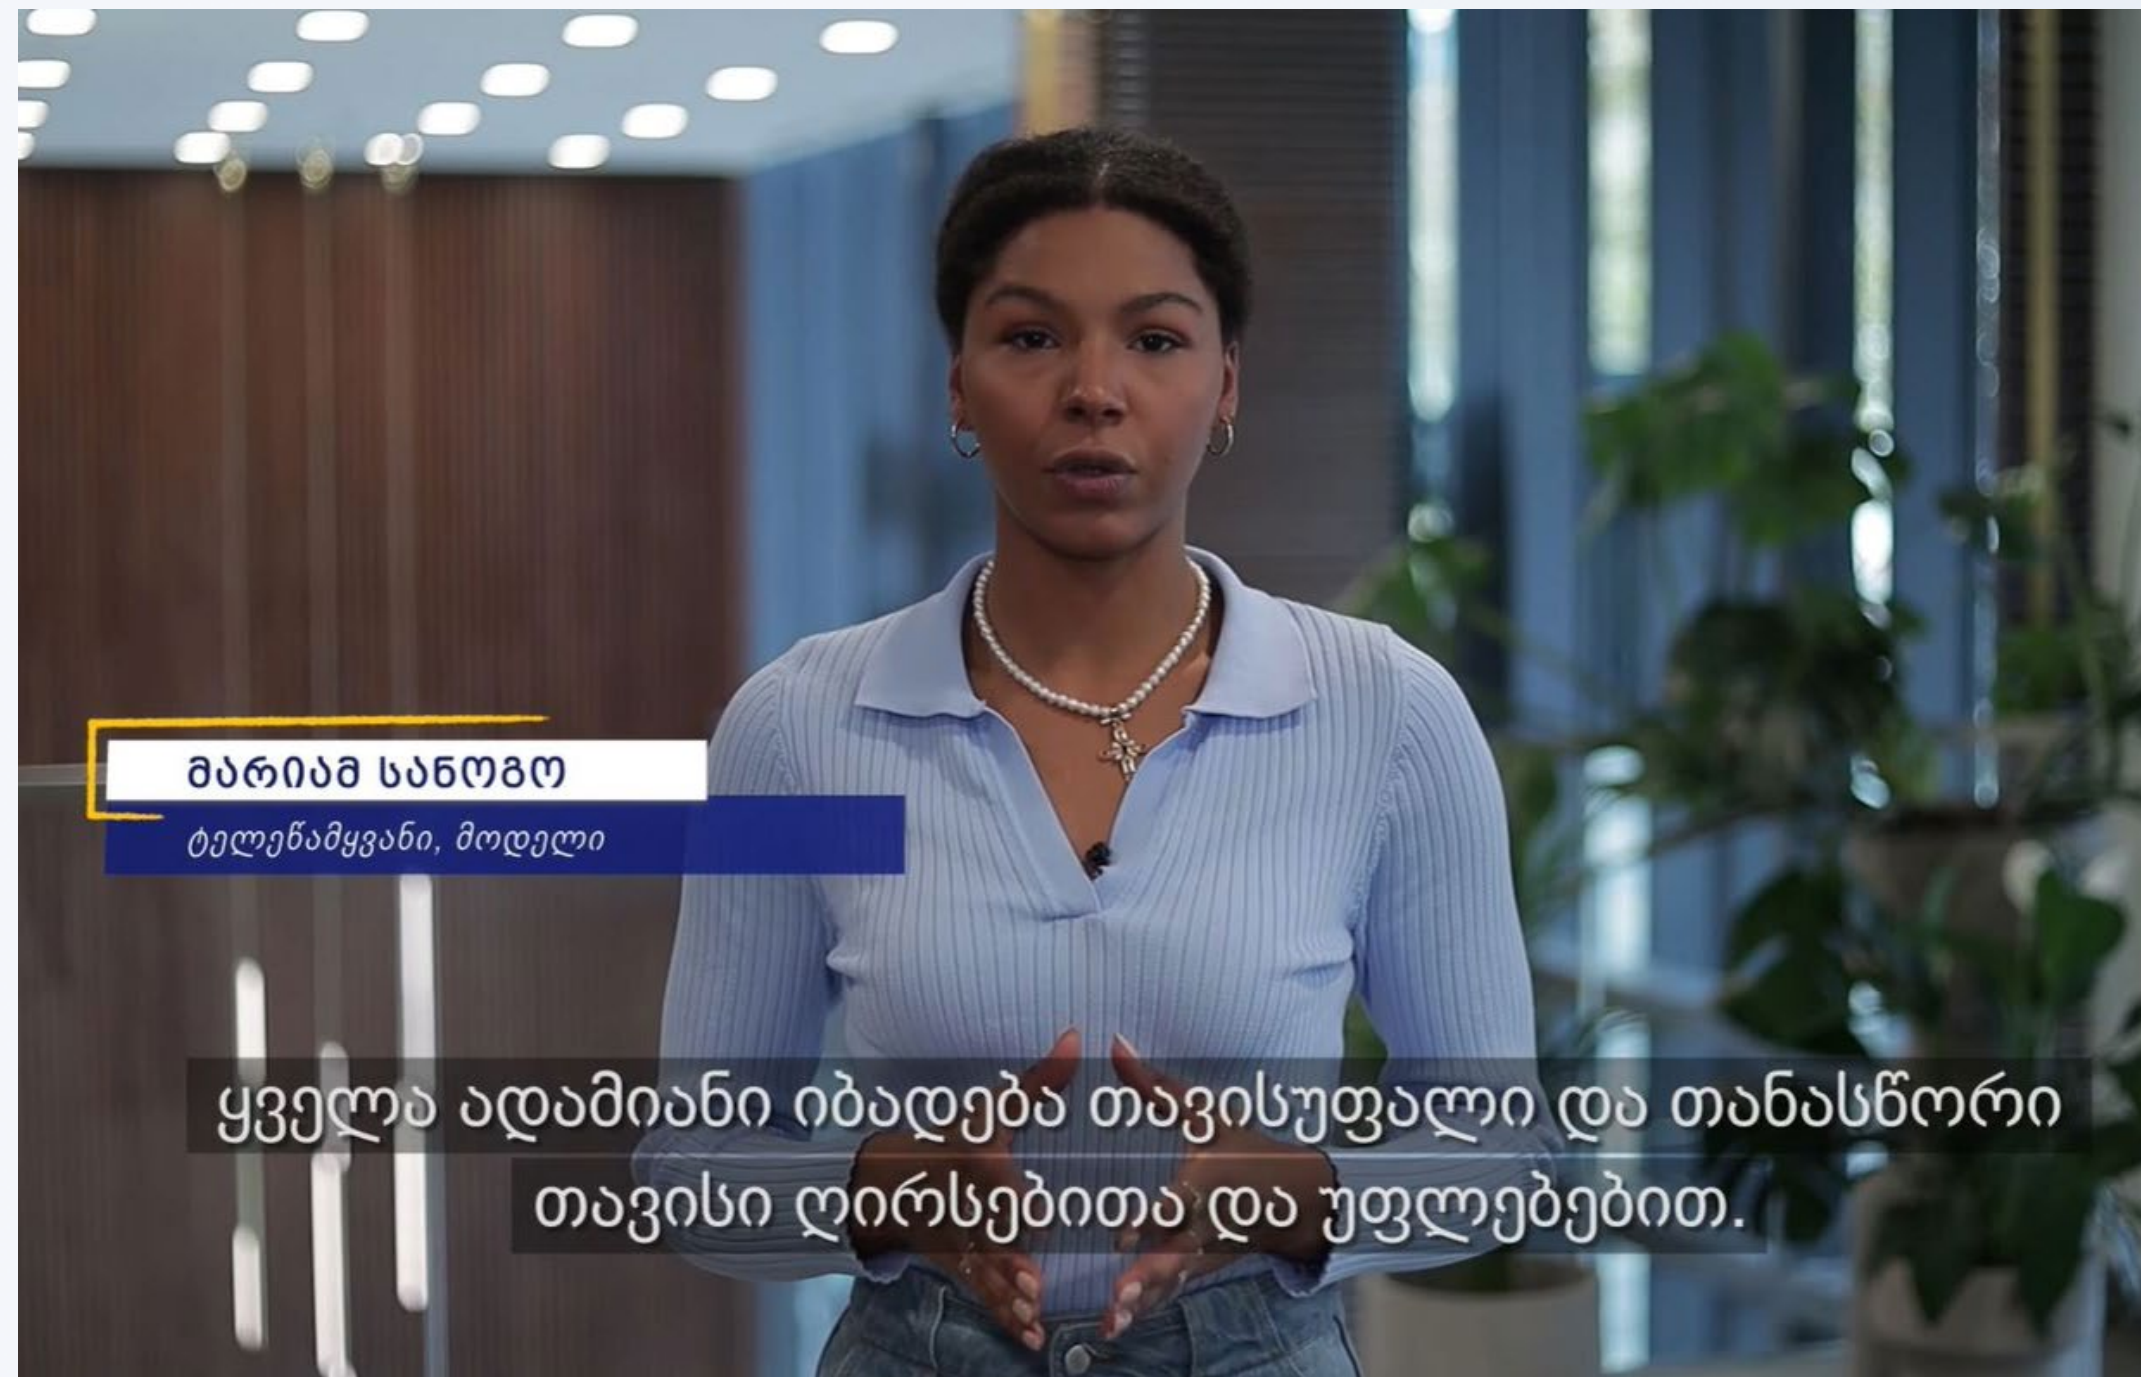 მარიამ სანოგო
ტელეწამყვანი, მოდელი
ყველა ადამიანი იბადება თავისუფალი და თანასწორი
თავისი ღირსებითა და უფლებებით.